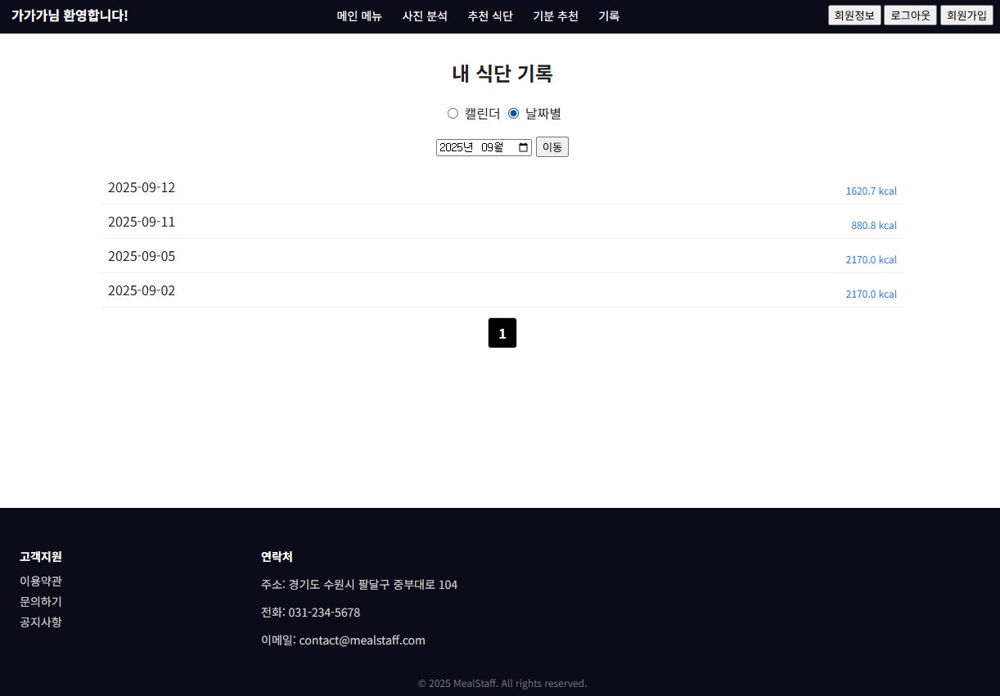 가가가님 환영합니다! 메인 메뉴 사진 분석 추천 식단 기분 추천 기록 회원정보 로그아웃 회원가입
내 식단 기록
캘린더 날짜별
2025년 09월 이동
2025-09-12 1620.7 kcal
2025-09-11 880.8 kcal
2025-09-05 2170.0 kcal
2025-09-02 2170.0 kcal
1
고객지원
이용약관
문의하기
공지사항
연락처
주소: 경기도 수원시 팔달구 중부대로 104
전화: 031-234-5678
이메일: contact@mealstaff.com
© 2025 MealStaff. All rights reserved.